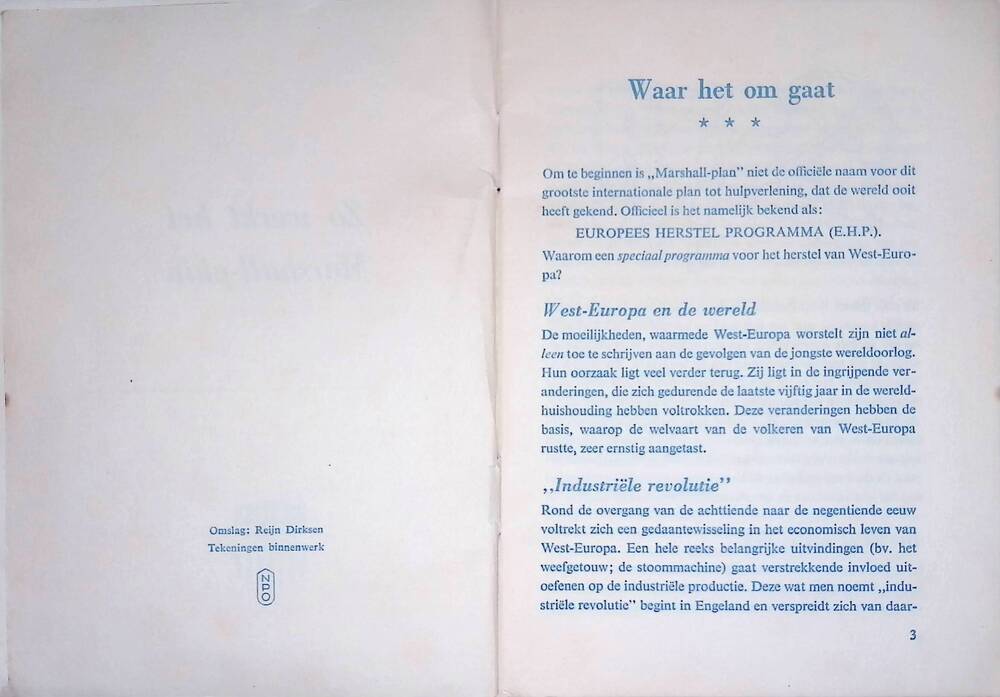 Omslag: Reijn Dirksen
Tekeningen binnenwerk
NPO
Waar het om gaat
* * *
Om te beginnen is „Marshall-plan” niet de officiële naam voor dit
grootste internationale plan tot hulpverlening, dat de wereld ooit
heeft gekend. Officieel is het namelijk bekend als:
EUROPEES HERSTEL PROGRAMMA (E.H.P.).
Waarom een speciaal programma voor het herstel van West-Euro-
pa?
West-Europa en de wereld
De moeilijkheden, waarmede West-Europa worstelt zijn niet al-
leen toe te schrijven aan de gevolgen van de jongste wereldoorlog.
Hun oorzaak ligt veel verder terug. Zij ligt in de ingrijpende ver-
anderingen, die zich gedurende de laatste vijftig jaar in de wereld-
huishouding hebben voltrokken. Deze veranderingen hebben de
basis, waarop de welvaart van de volkeren van West-Europa
rustte, zeer ernstig aangetast.
„Industriële revolutie”
Rond de overgang van de achttiende naar de negentiende eeuw
voltrekt zich een gedaantewisseling in het economisch leven van
West-Europa. Een hele reeks belangrijke uitvindingen (bv. het
weefgetouw; de stoommachine) gaat verstrekkende invloed uit-
oefenen op de industriële productie. Deze wat men noemt „indu-
striële revolutie” begint in Engeland en verspreidt zich van daar-
3